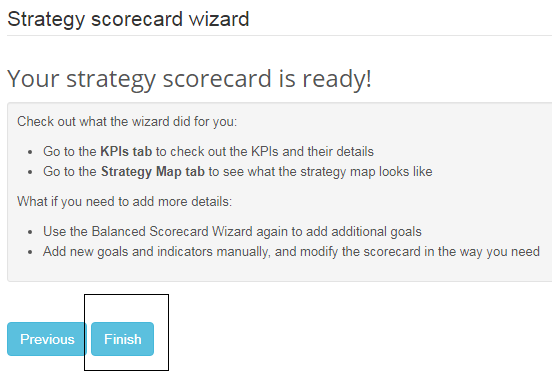 Strategy scorecard wizard
Your strategy scorecard is ready!
Check out what the wizard did for you:
• Go to the KPIs tab to check out the KPIs and their details
• Go to the Strategy Map tab to see what the strategy map looks like
What if you need to add more details:
• Use the Balanced Scorecard Wizard again to add additional goals
• Add new goals and indicators manually, and modify the scorecard in the way you need
Previous Finish